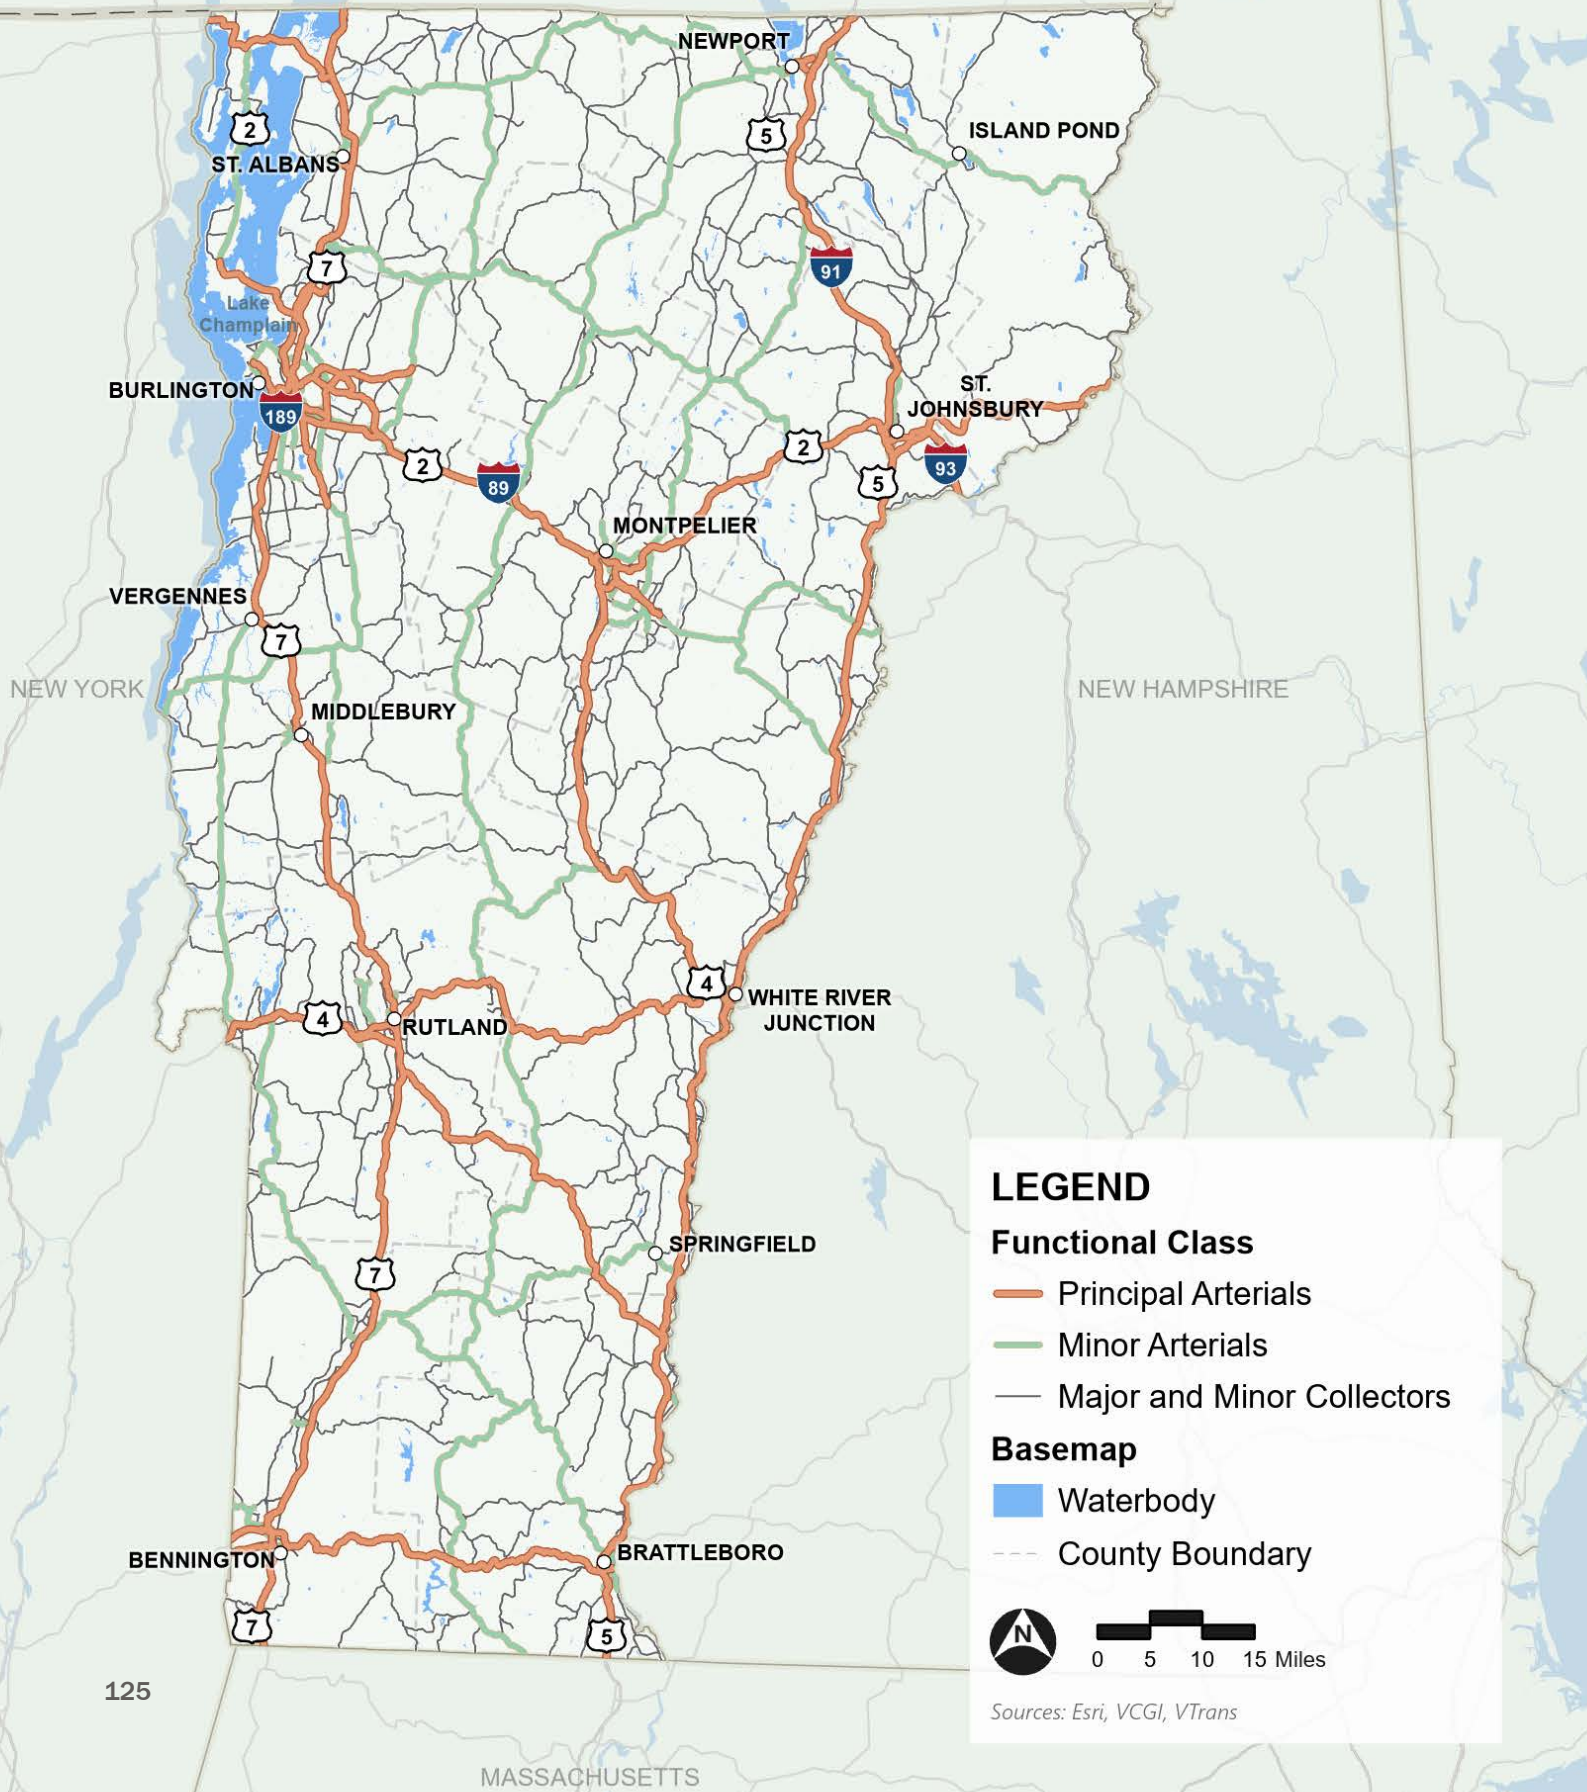 NEWPORT
5
ISLAND POND
2
ST. ALBANS
7
91
Lake
Champlain
BURLINGTON
189
ST.
JOHNSBURY
2
2
89
5
93
MONTPELIER
VERGENNES
7
NEW YORK
NEW HAMPSHIRE
MIDDLEBURY
4
WHITE RIVER
JUNCTION
4
RUTLAND
SPRINGFIELD
7
BENNINGTON
BRATTLEBORO
7
5
125
MASSACHUSETTS
LEGEND
Functional Class
Principal Arterials
Minor Arterials
Major and Minor Collectors
Basemap
Waterbody
County Boundary
N
0 5 10 15 Miles
Sources: Esri, VCGI, VTrans